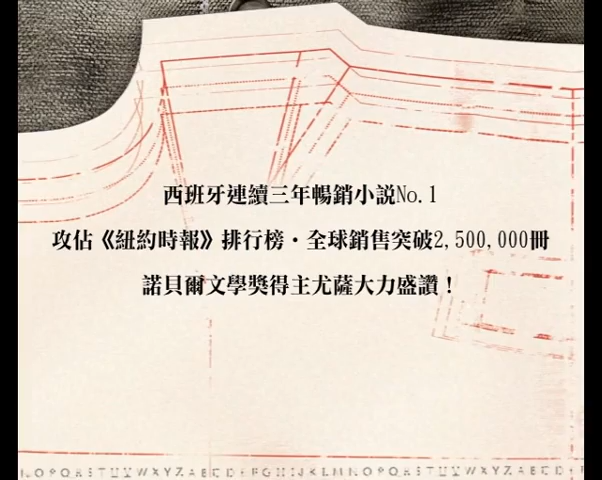 西班牙連續三年暢銷小說No.1
攻佔《紐約時報》排行榜・全球銷售突破2,500,000冊
諾貝爾文學獎得主尤薩大力盛讚！